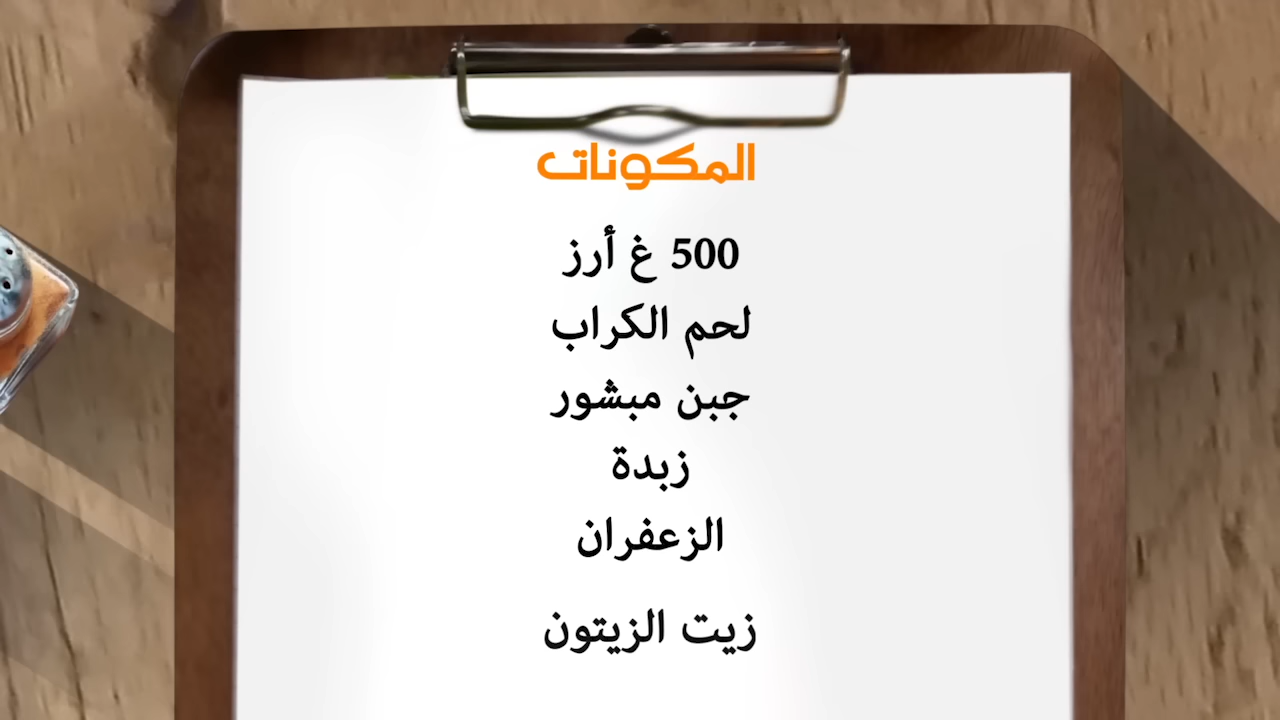 المكونات
500 غ أرز
لحم الكراب
جبن مبشور
زبدة
الزعفران
زيت الزيتون